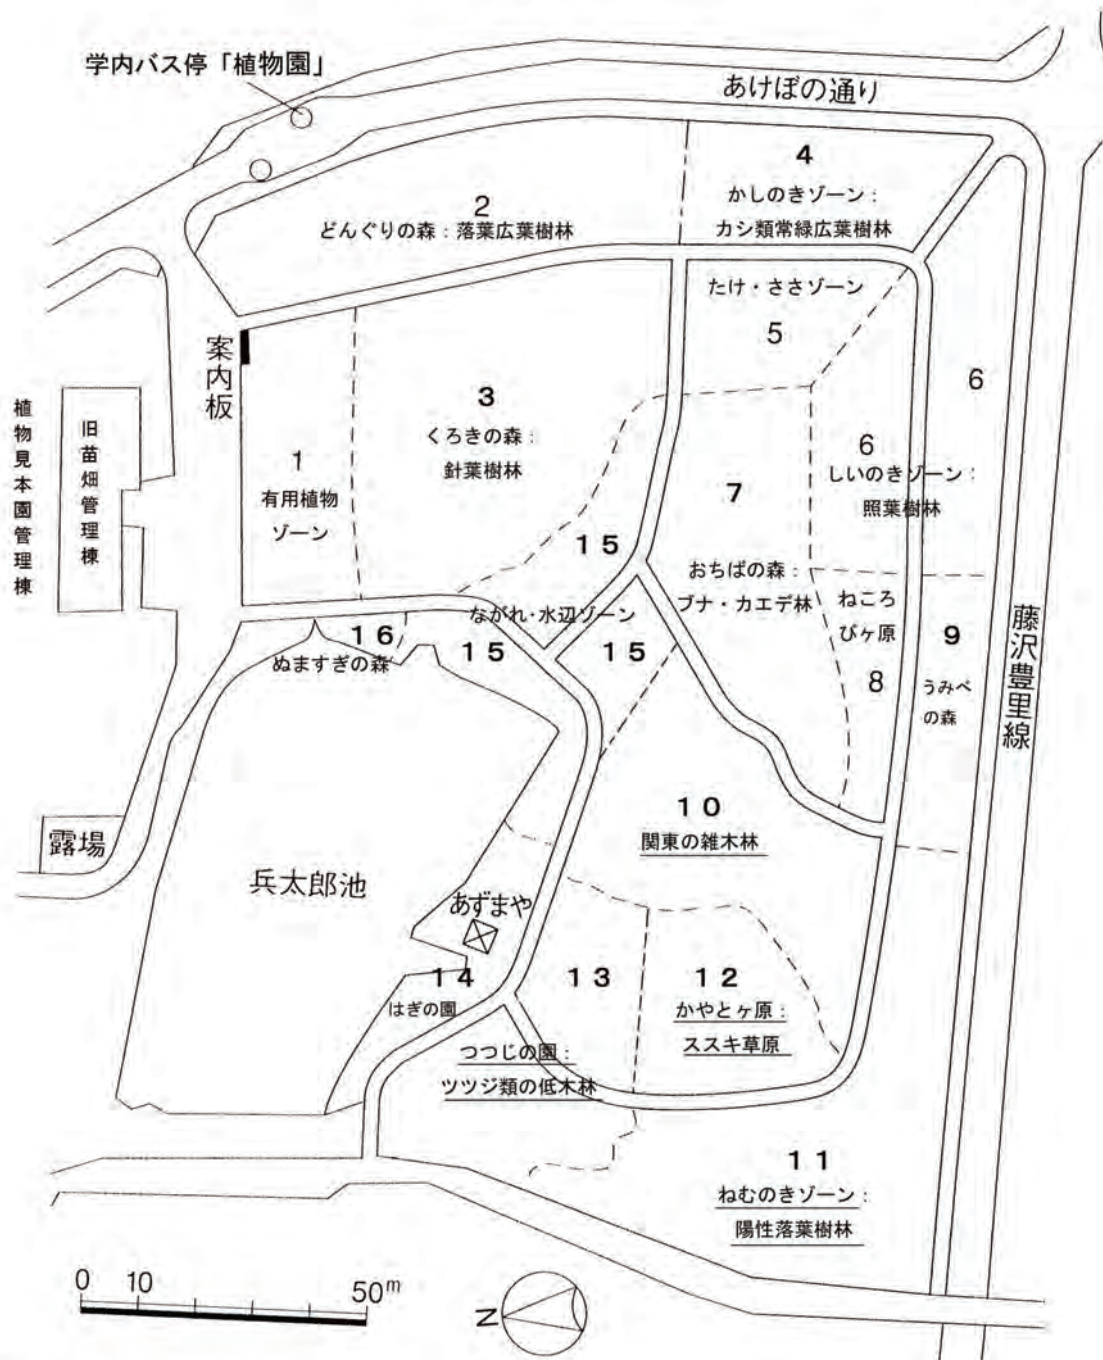 学内バス停「植物園」
あけぼの通り
4
かしのきゾーン:
カシ類常緑広葉樹林
2
どんぐりの森:落葉広葉樹林
たけ・ささゾーン
5
案内板
植物見本園管理棟
旧苗畑管理棟
3
くろきの森:
針葉樹林
6
6
しいのきゾーン:
照葉樹林
1
有用植物
ゾーン
7
おちばの森:
ブナ・カエデ林
15
ながれ・水辺ゾーン
15
15
16
ぬますぎの森
ねころ
びヶ原
8
9
うみべ
の森
藤沢豊里線
10
関東の雑木林
露場
兵太郎池
あずまや
14
はぎの園
13
つつじの園:
ツツジ類の低木林
12
かやとヶ原:
ススキ草原
11
ねむのきゾーン:
陽性落葉樹林
0 10 50m
N